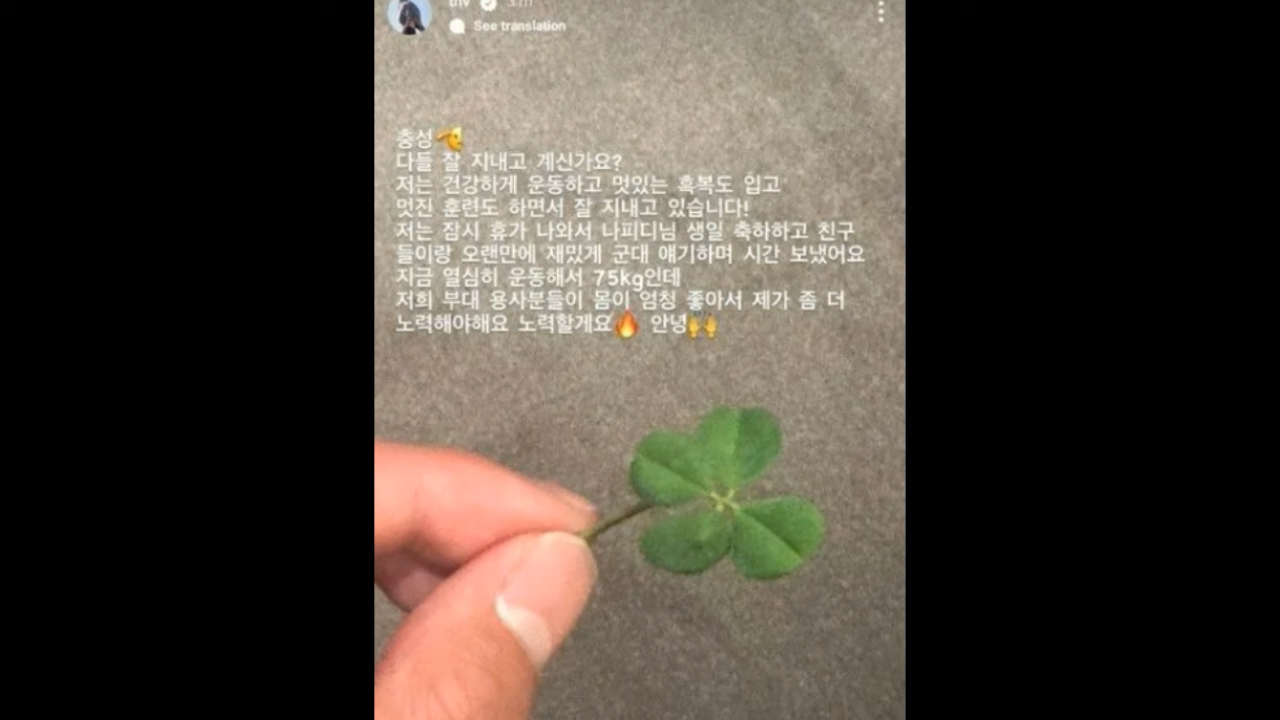 thv 3m
See translation
충성🫡
다들 잘 지내고 계신가요?
저는 건강하게 운동하고 멋있는 흑복도 입고
멋진 훈련도 하면서 잘 지내고 있습니다!
저는 잠시 휴가 나와서 나피디님 생일 축하하고 친구
들이랑 오랜만에 재밌게 군대 얘기하며 시간 보냈어요
지금 열심히 운동해서 75kg인데
저희 부대 용사분들이 몸이 엄청 좋아서 제가 좀 더
노력해야해요 노력할게요🔥 안녕🙌